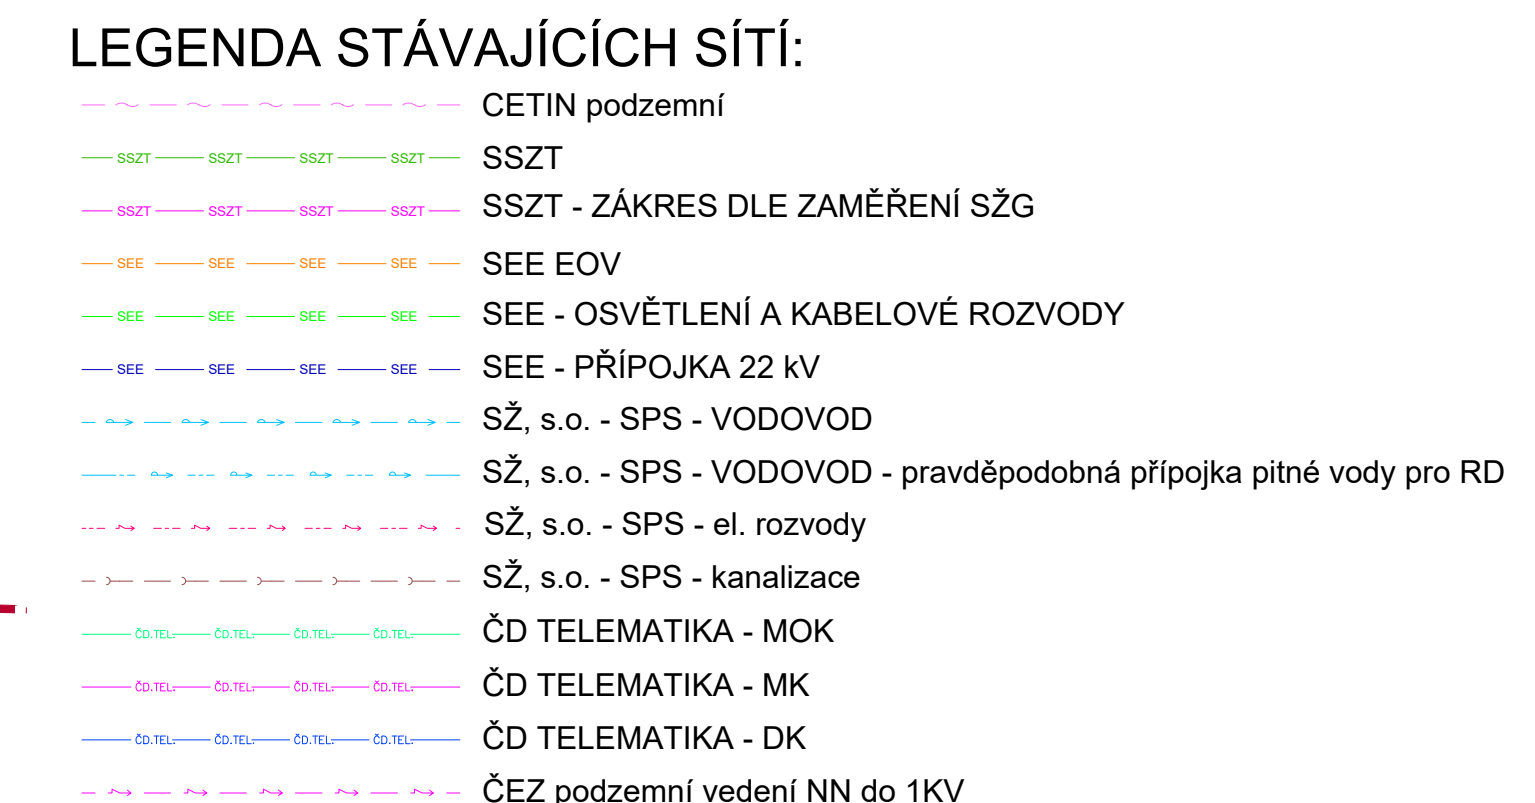 LEGENDA STÁVAJÍCÍCH SÍTÍ:
CETIN podzemní
SSZT SSZT SSZT SSZT SSZT
SSZT SSZT SSZT SSZT SSZT - ZÁKRES DLE ZAMĚŘENÍ SŽG
SEE SEE SEE SEE SEE EOV
SEE SEE SEE SEE SEE - OSVĚTLENÍ A KABELOVÉ ROZVODY
SEE SEE SEE SEE SEE - PŘÍPOJKA 22 kV
SŽ, s.o. - SPS - VODOVOD
SŽ, s.o. - SPS - VODOVOD - pravděpodobná přípojka pitné vody pro RD
SŽ, s.o. - SPS - el. rozvody
SŽ, s.o. - SPS - kanalizace
ČD.TEL. ČD.TEL. ČD.TEL. ČD.TEL. ČD TELEMATIKA - MOK
ČD.TEL. ČD.TEL. ČD.TEL. ČD.TEL. ČD TELEMATIKA - MK
ČD.TEL. ČD.TEL. ČD.TEL. ČD.TEL. ČD TELEMATIKA - DK
ČEZ podzemní vedení NN do 1KV